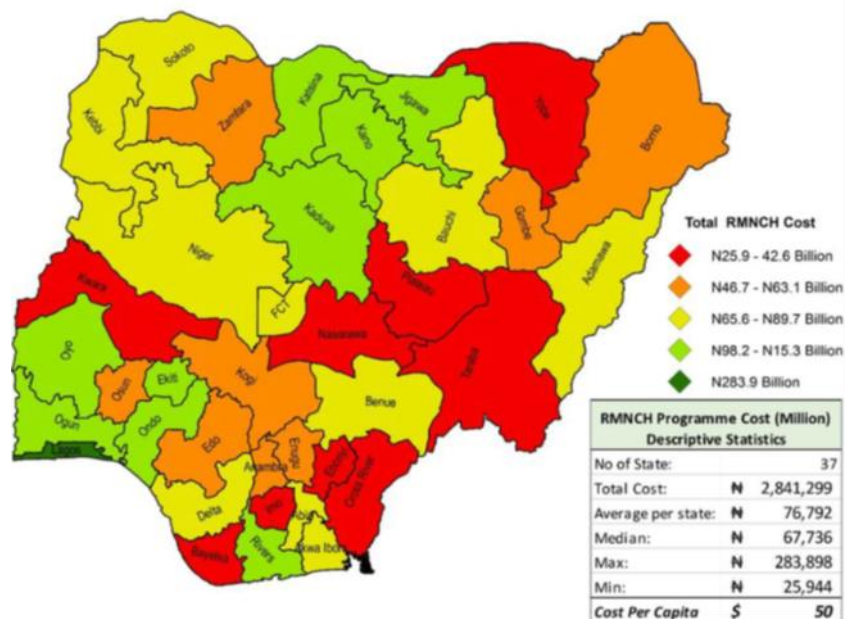 Sokoto
Kebbi
Zamfara
Katsina
Jigawa
Kano
Yobe
Borno
Kaduna
Bauchi
Gombe
Niger
Adamawa
FCT
Kwara
Plateau
Nasarawa
Taraba
Oyo
Osun
Ekiti
Kogi
Benue
Ogun
Ondo
Edo
Lagos
Enugu
Anambra
Ebonyi
Cross River
Delta
Imo
Abia
Bayelsa
Rivers
Akwa Ibom
Total RMNCH Cost
N25.9 - 42.6 Billion
N46.7 - N63.1 Billion
N65.6 - N89.7 Billion
N98.2 - N15.3 Billion
N283.9 Billion
RMNCH Programme Cost (Million)
Descriptive Statistics
No of State: 37
Total Cost: ₦ 2,841,299
Average per state: ₦ 76,792
Median: ₦ 67,736
Max: ₦ 283,898
Min: ₦ 25,944
Cost Per Capita $ 50